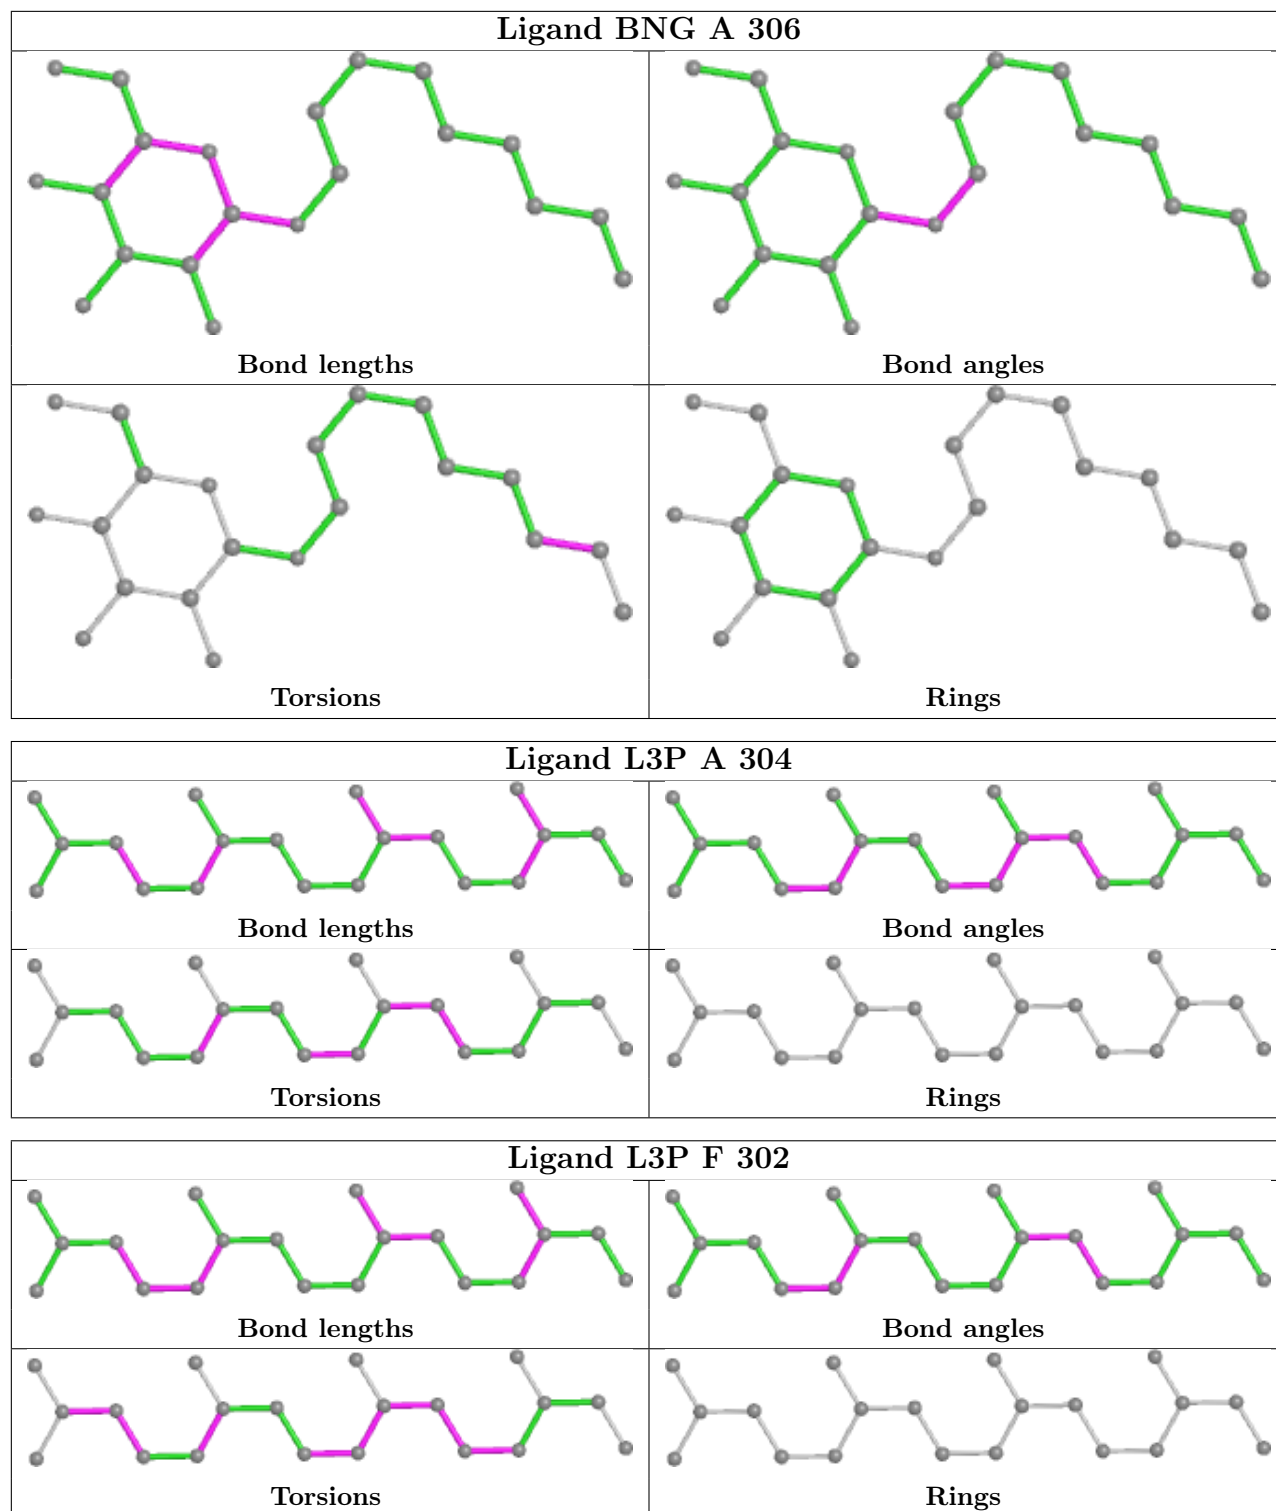 Ligand BNG A 306
Bond lengths
Bond angles
Torsions
Rings
Ligand L3P A 304
Bond lengths
Bond angles
Torsions
Rings
Ligand L3P F 302
Bond lengths
Bond angles
Torsions
Rings